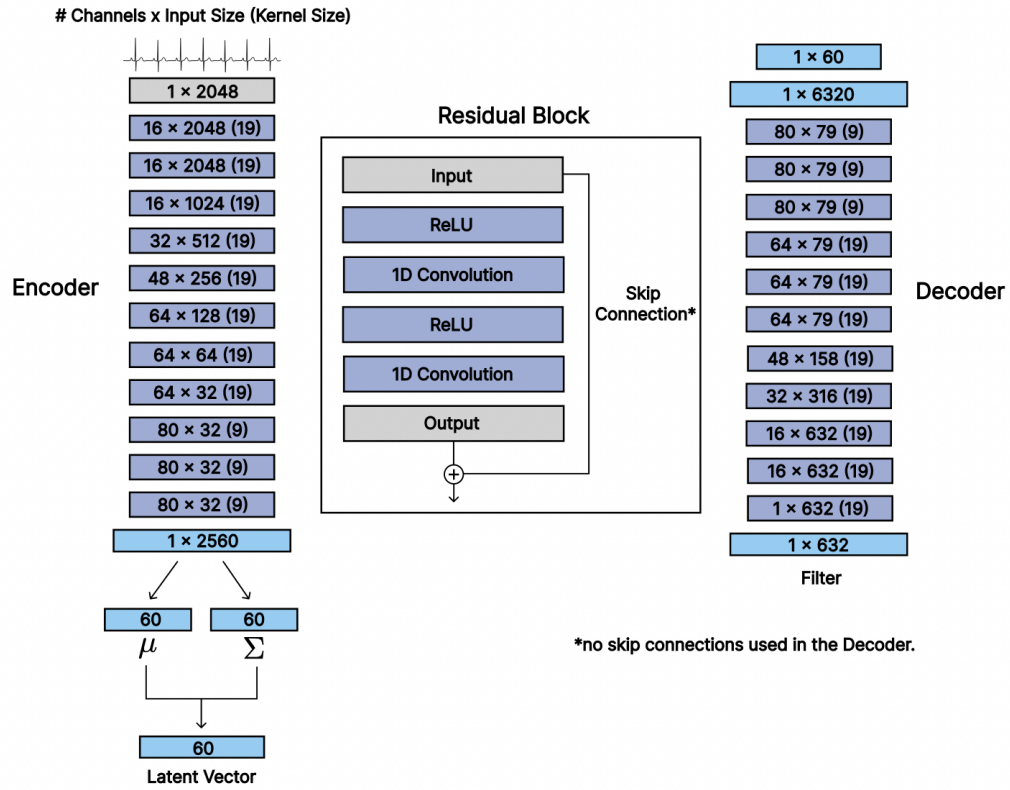 # Channels x Input Size (Kernel Size)
1 × 2048
16 × 2048 (19)
16 × 2048 (19)
16 × 1024 (19)
32 × 512 (19)
48 × 256 (19)
64 × 128 (19)
64 × 64 (19)
64 × 32 (19)
80 × 32 (9)
80 × 32 (9)
80 × 32 (9)
1 × 2560
Encoder
60
60
μ
Σ
60
Latent Vector
Residual Block
Input
ReLU
1D Convolution
ReLU
1D Convolution
Output
+
Skip
Connection*
1 × 60
1 × 6320
80 × 79 (9)
80 × 79 (9)
80 × 79 (9)
64 × 79 (19)
64 × 79 (19)
64 × 79 (19)
48 × 158 (19)
32 × 316 (19)
16 × 632 (19)
16 × 632 (19)
1 × 632 (19)
1 × 632
Filter
Decoder
*no skip connections used in the Decoder.